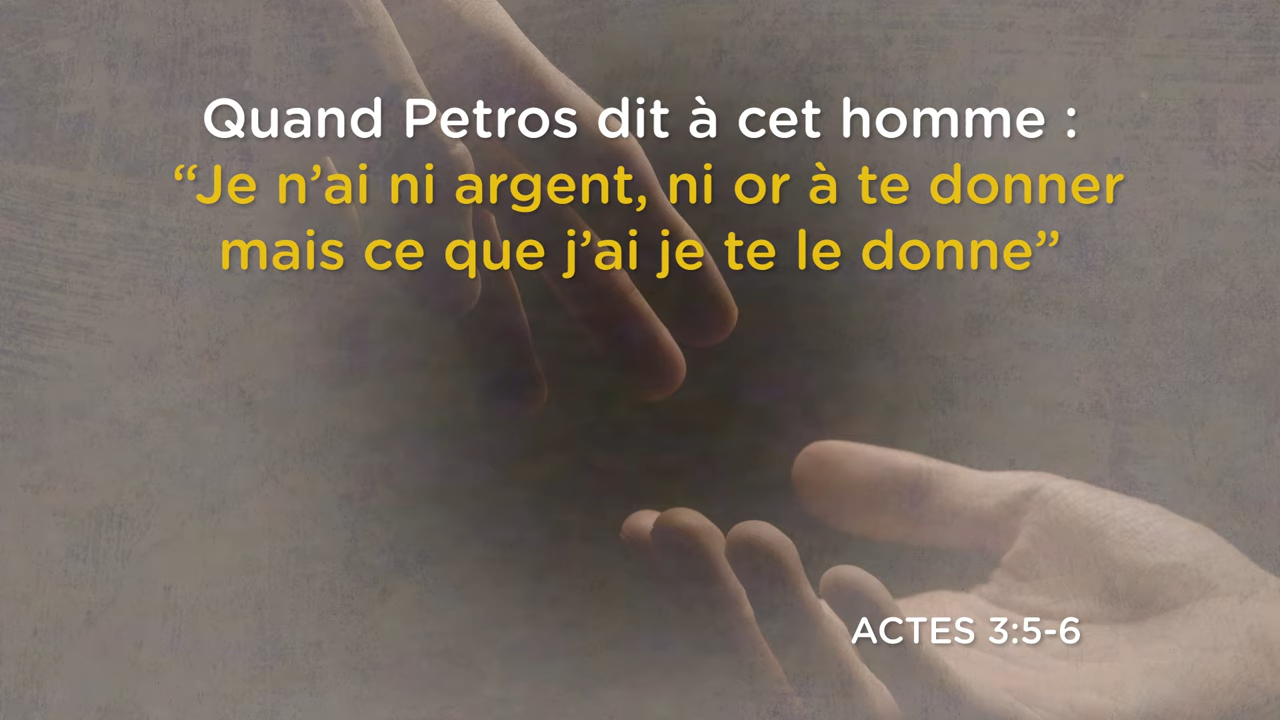 Quand Petros dit à cet homme :
“Je n’ai ni argent, ni or à te donner
mais ce que j’ai je te le donne”
ACTES 3:5-6